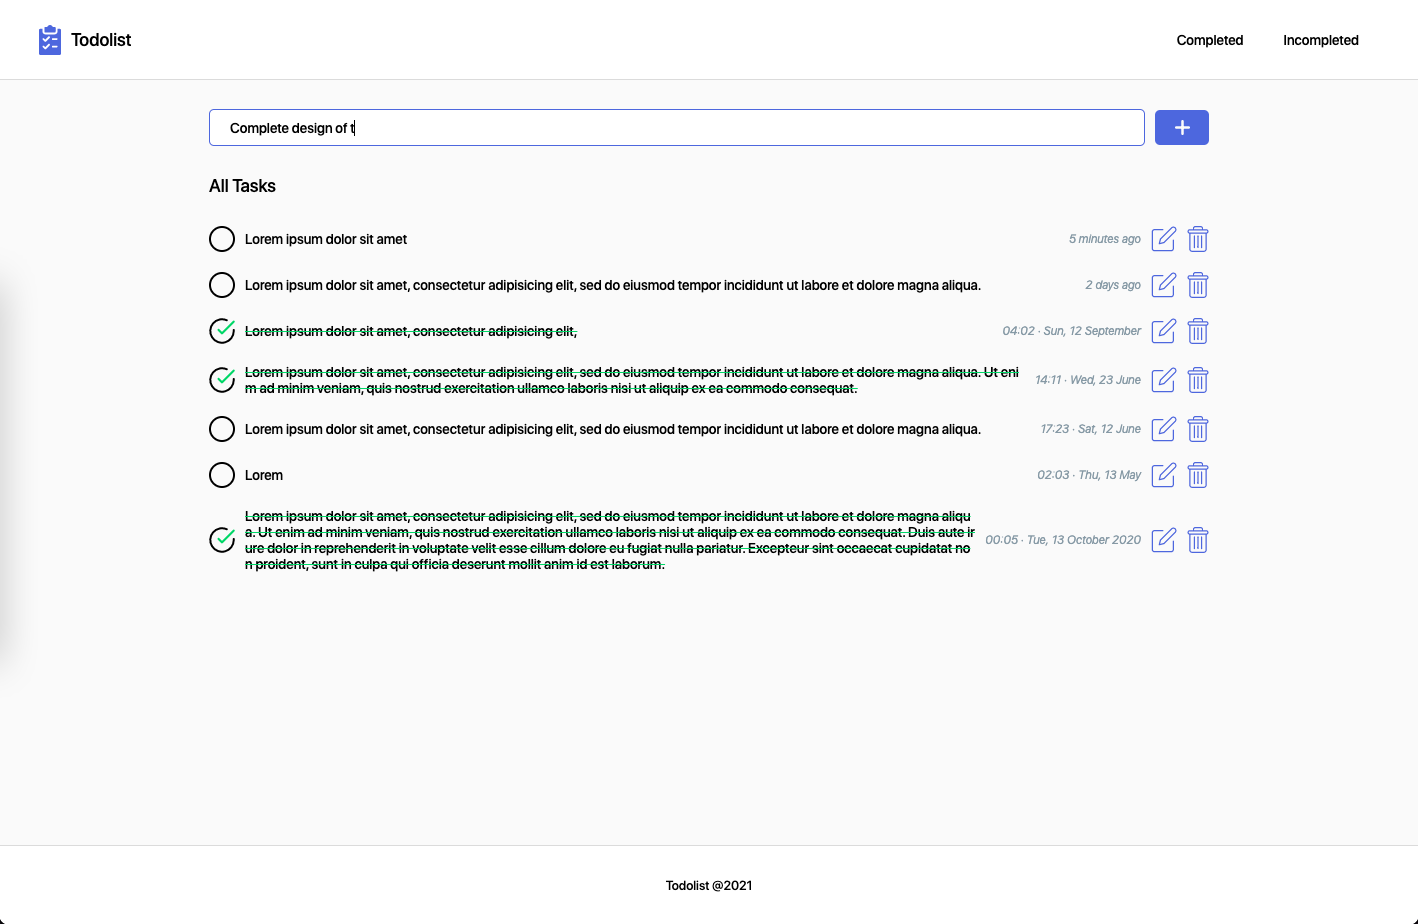 Todolist
Completed
Incompleted
Complete design of t
All Tasks
Lorem ipsum dolor sit amet
5 minutes ago
Lorem ipsum dolor sit amet, consectetur adipisicing elit, sed do eiusmod tempor incididunt ut labore et dolore magna aliqua.
2 days ago
Lorem ipsum dolor sit amet, consectetur adipisicing elit,
04:02 · Sun, 12 September
Lorem ipsum dolor sit amet, consectetur adipisicing elit, sed do eiusmod tempor incididunt ut labore et dolore magna aliqua. Ut eni
m ad minim veniam, quis nostrud exercitation ullamco laboris nisi ut aliquip ex ea commodo consequat.
14:11 · Wed, 23 June
Lorem ipsum dolor sit amet, consectetur adipisicing elit, sed do eiusmod tempor incididunt ut labore et dolore magna aliqua.
17:23 · Sat, 12 June
Lorem
02:03 · Thu, 13 May
Lorem ipsum dolor sit amet, consectetur adipisicing elit, sed do eiusmod tempor incididunt ut labore et dolore magna aliqu
a. Ut enim ad minim veniam, quis nostrud exercitation ullamco laboris nisi ut aliquip ex ea commodo consequat. Duis aute ir
ure dolor in reprehenderit in voluptate velit esse cillum dolore eu fugiat nulla pariatur. Excepteur sint occaecat cupidatat no
n proident, sunt in culpa qui officia deserunt mollit anim id est laborum.
00:05 · Tue, 13 October 2020
Todolist @2021